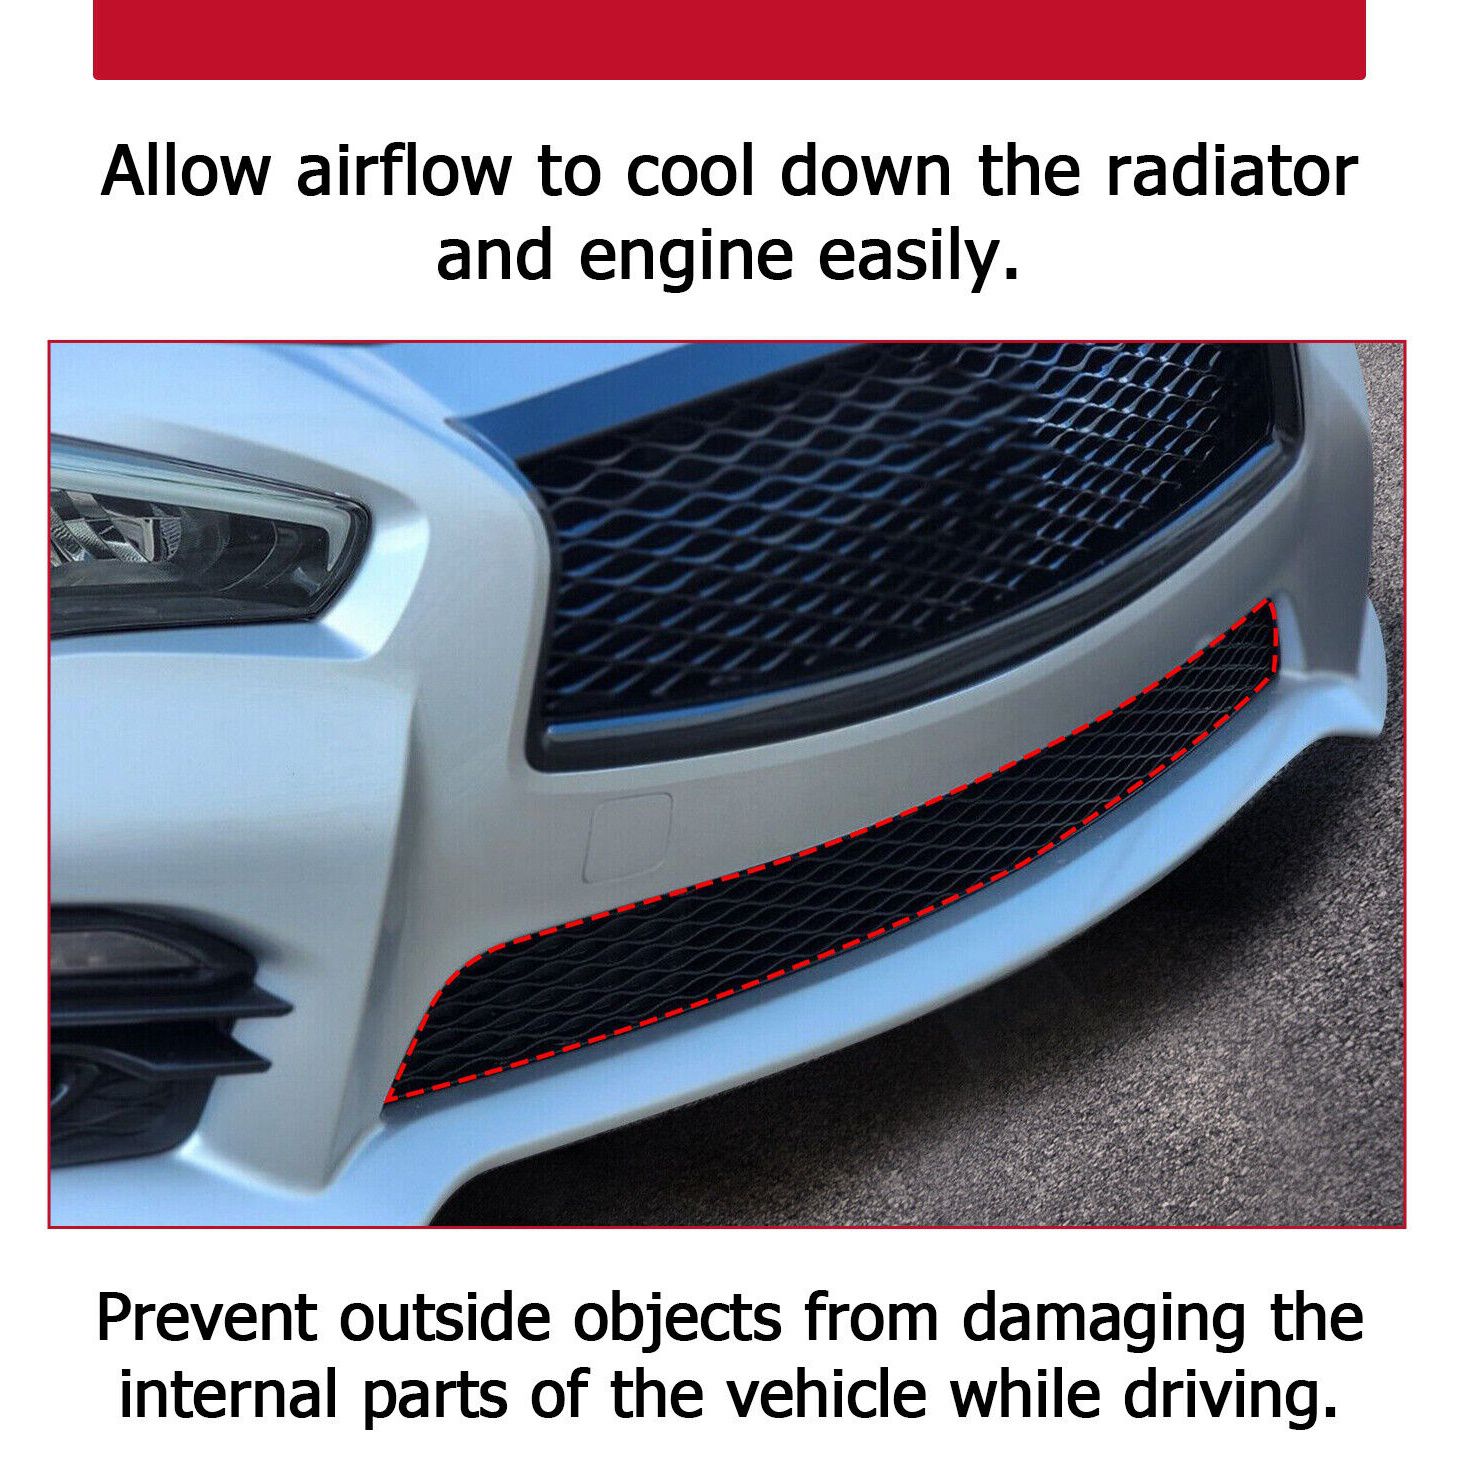 Allow airflow to cool down the radiator
and engine easily.
Prevent outside objects from damaging the
internal parts of the vehicle while driving.